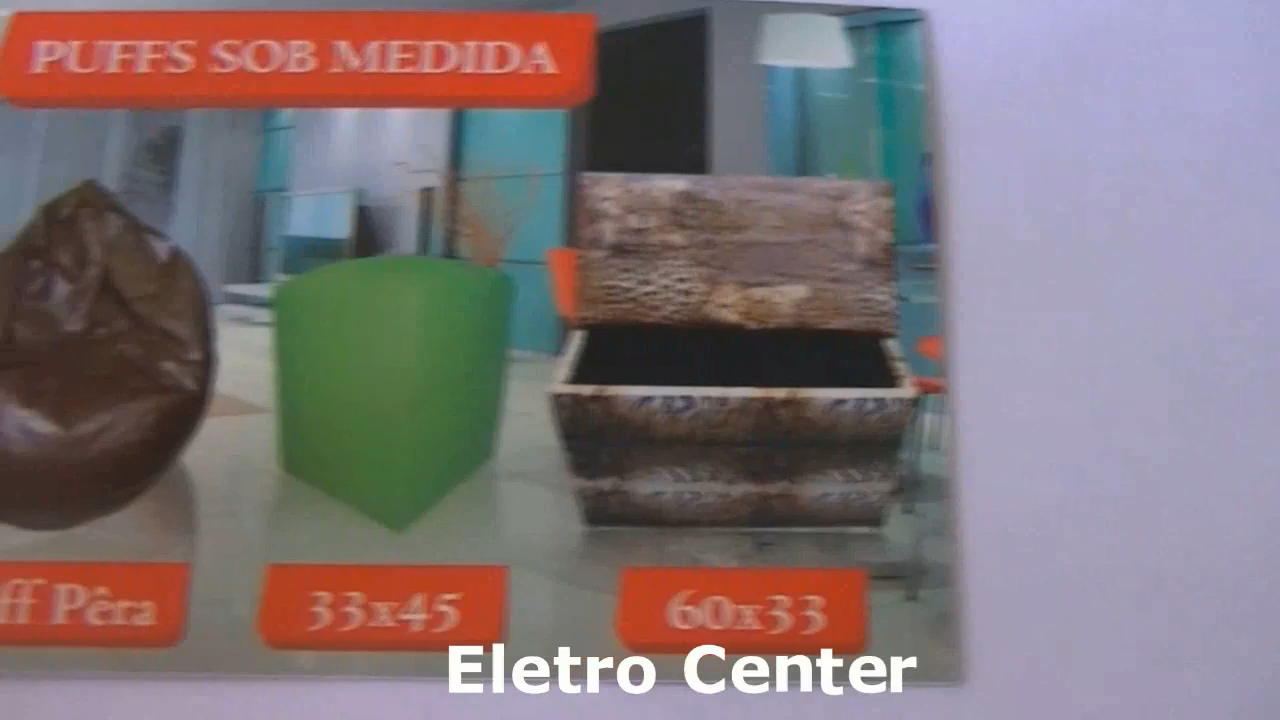 PUFFS SOB MEDIDA
ff Pêra
33x45
60x33
Eletro Center